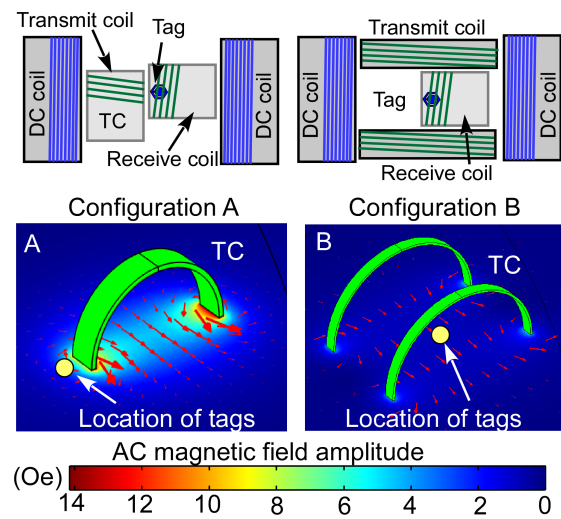 Transmit coil
Tag
DC coil
TC
DC coil
Receive coil
Transmit coil
DC coil
Tag
DC coil
Receive coil
Configuration A
Configuration B
A
TC
Location of tags
B
TC
Location of tags
AC magnetic field amplitude
(Oe)
14 12 10 8 6 4 2 0